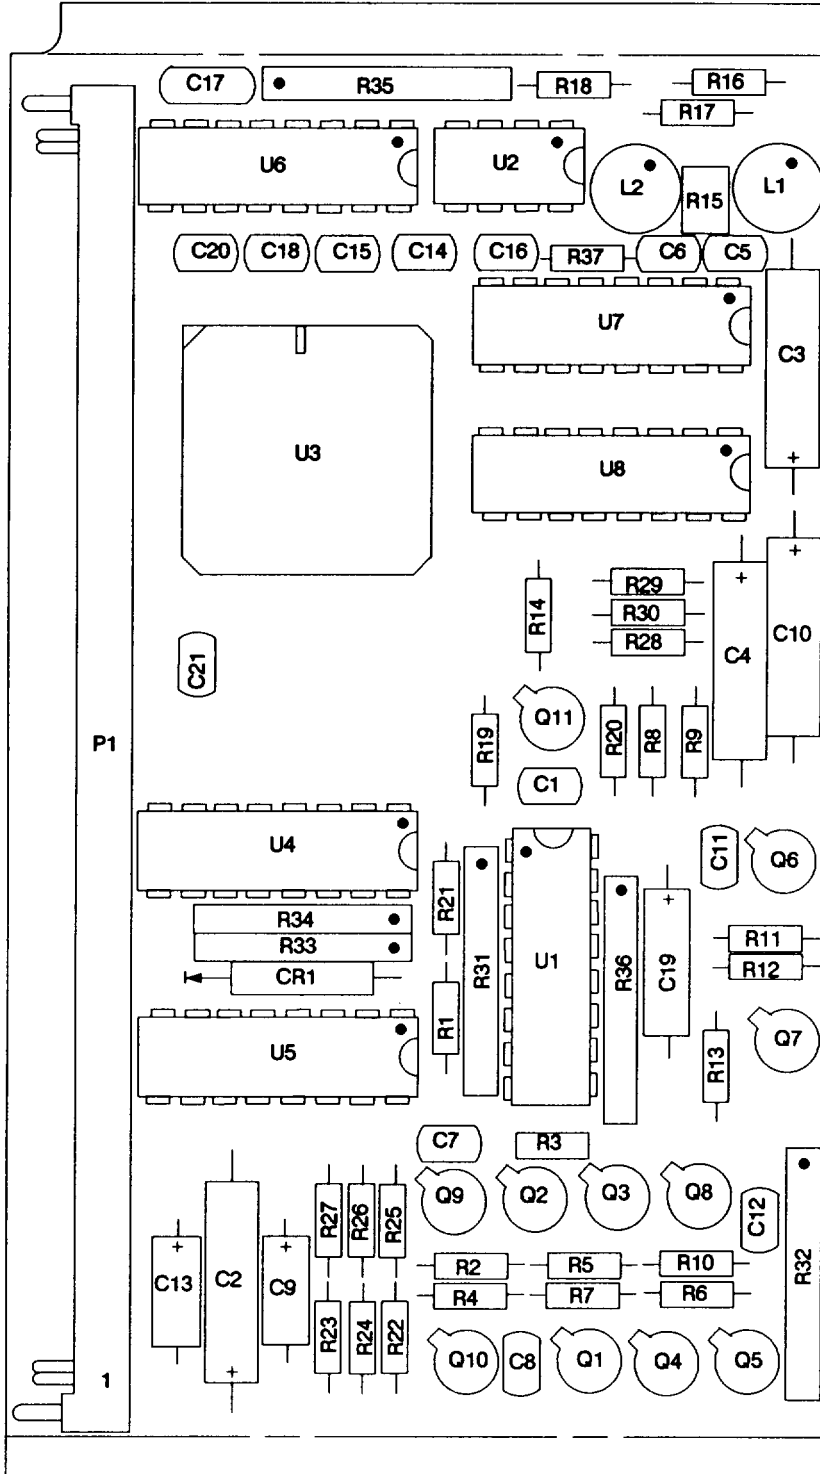 C17
R35
R18
R16
R17
U6
U2
L2
R15
L1
C20
C18
C15
C14
C16
R37
C6
C5
U7
C3
+
U3
U8
+
+
R29
R14
R30
R28
C4
C10
C21
P1
Q11
R19
R20
R8
R9
C1
U4
C11
Q6
R21
+
R34
R33
R31
U1
R36
C19
R11
R12
CR1
R1
R13
Q7
U5
C7
R3
Q9
Q2
Q3
Q8
C12
R27
R26
R25
+
+
C13
C2
C9
R2
R5
R10
R32
R4
R7
R6
R23
R24
R22
Q10
C8
Q1
Q4
Q5
+
1